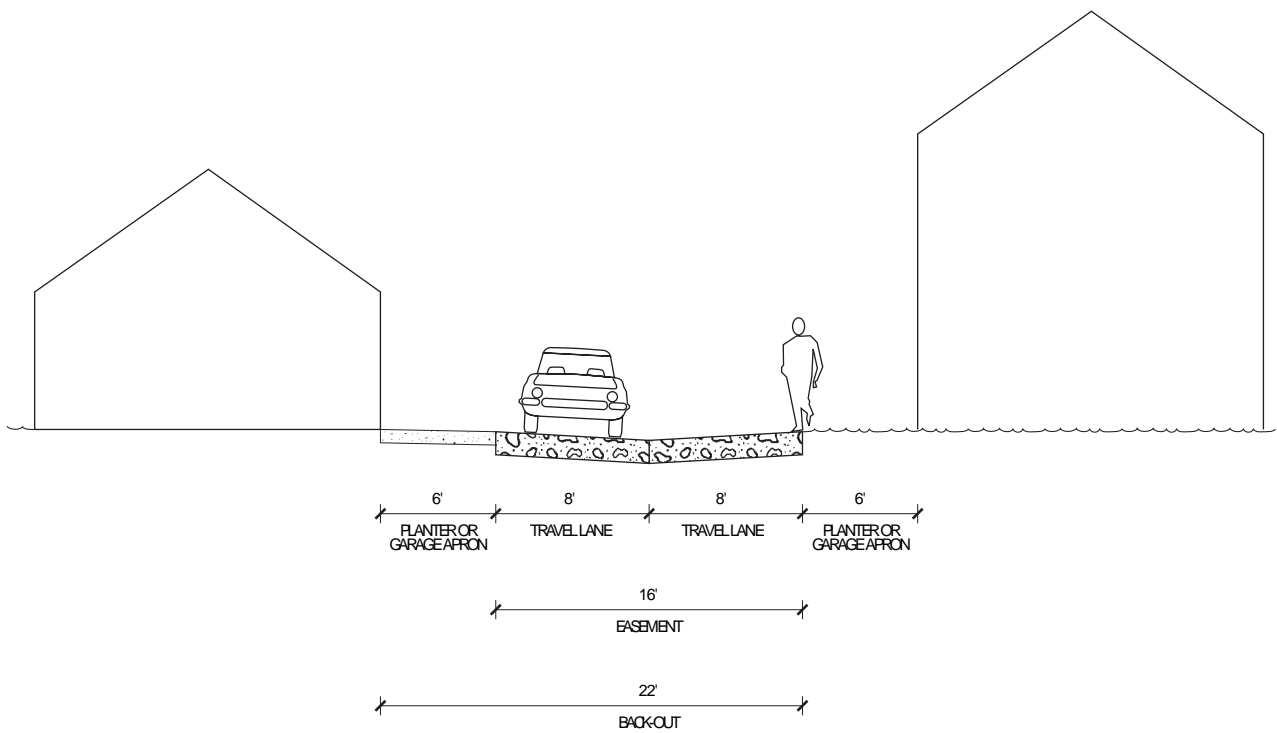 6' 8' 8' 6'
PLANTER OR TRAVEL LANE TRAVEL LANE PLANTER OR
GARAGE APRON GARAGE APRON
16'
EASEMENT
22'
BACK-OUT